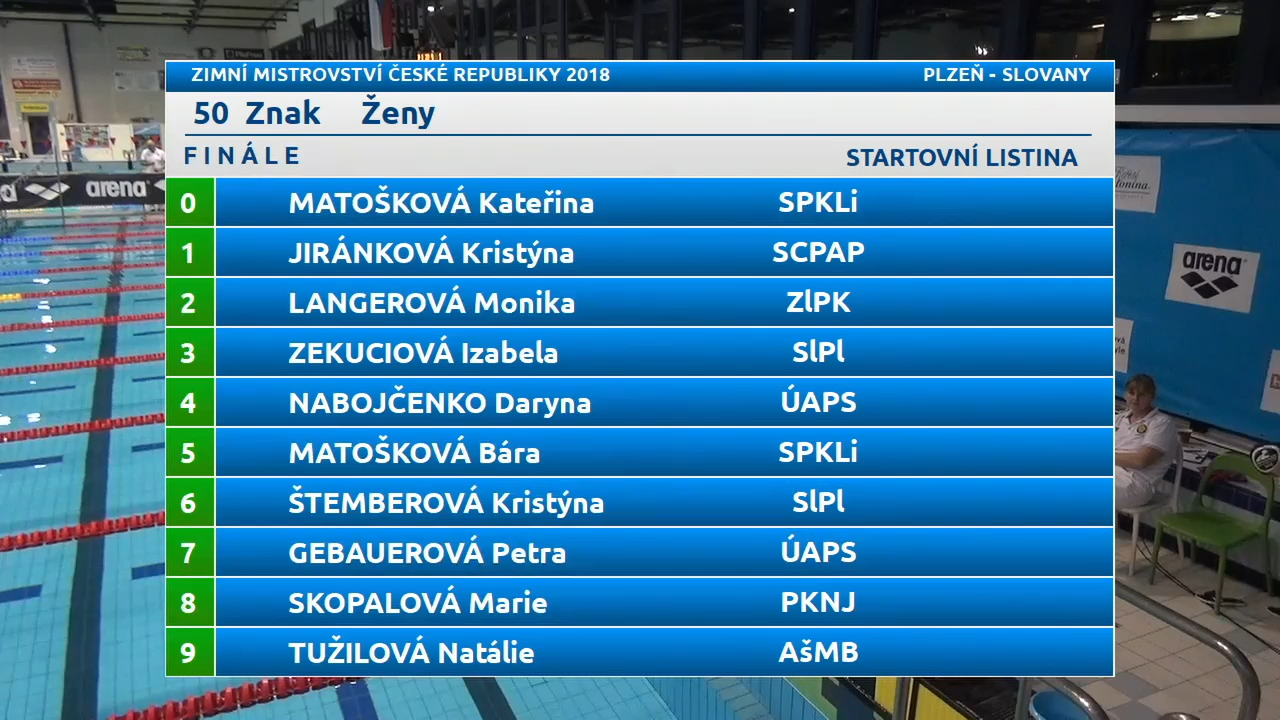 ZIMNÍ MISTROVSTVÍ ČESKÉ REPUBLIKY 2018 PLZEŇ - SLOVANY
50 Znak Ženy
FINÁLE STARTOVNÍ LISTINA
0 MATOŠKOVÁ Kateřina SPKLi
1 JIRÁNKOVÁ Kristýna SCPAP
2 LANGEROVÁ Monika ZlPK
3 ZEKUCIOVÁ Izabela SlPl
4 NABOJČENKO Daryna ÚAPS
5 MATOŠKOVÁ Bára SPKLi
6 ŠTEMBEROVÁ Kristýna SlPl
7 GEBAUEROVÁ Petra ÚAPS
8 SKOPALOVÁ Marie PKNJ
9 TUŽILOVÁ Natálie AšMB
arena
arena